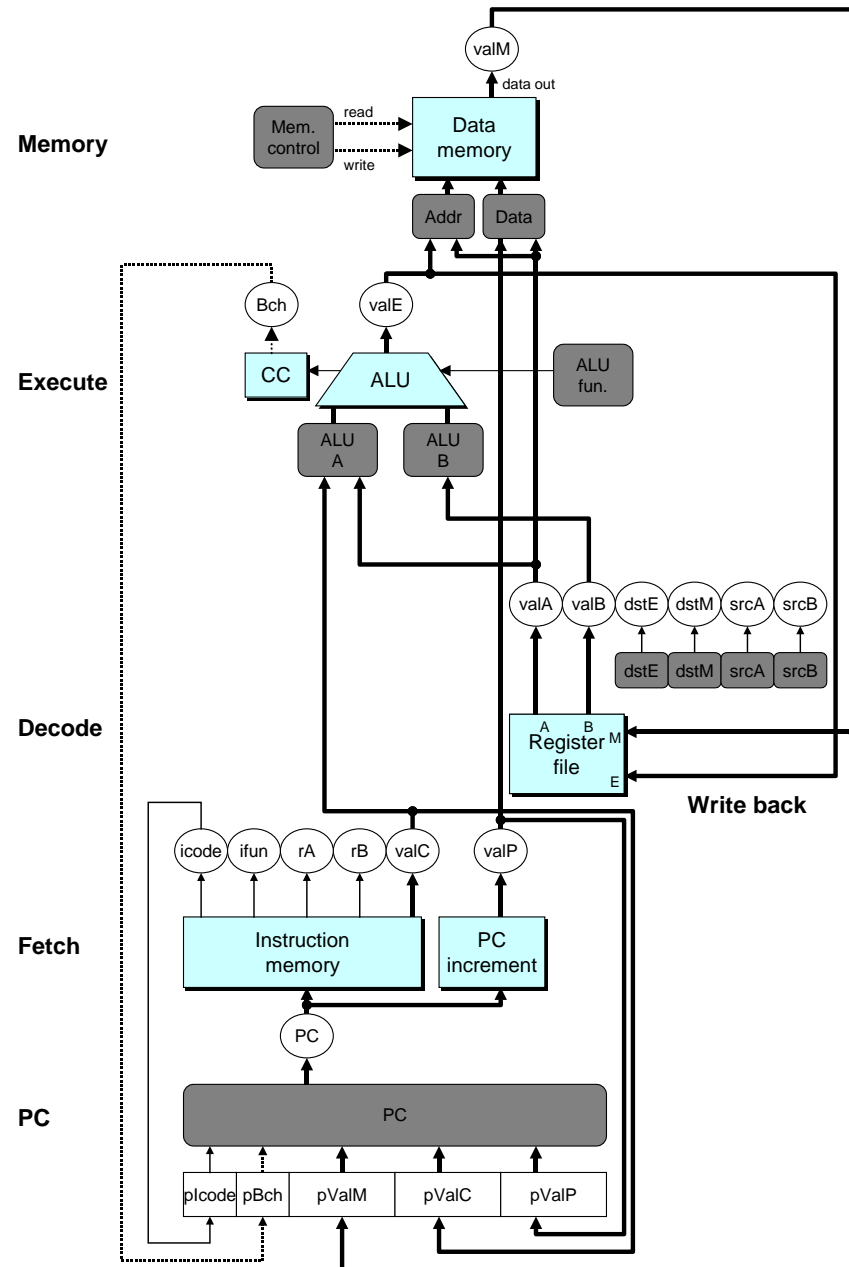 valM
data out
read
Mem.
control
Data
memory
Memory
write
Addr
Data
Bch
valE
ALU
fun.
Execute
CC
ALU
ALU
A
ALU
B
valA
valB
dstE
dstM
srcA
srcB
dstE
dstM
srcA
srcB
Decode
A
B
M
Register
file
E
Write back
icode
ifun
rA
rB
valC
valP
Fetch
Instruction
memory
PC
increment
PC
PC
PC
pIcode
pBch
pValM
pValC
pValP